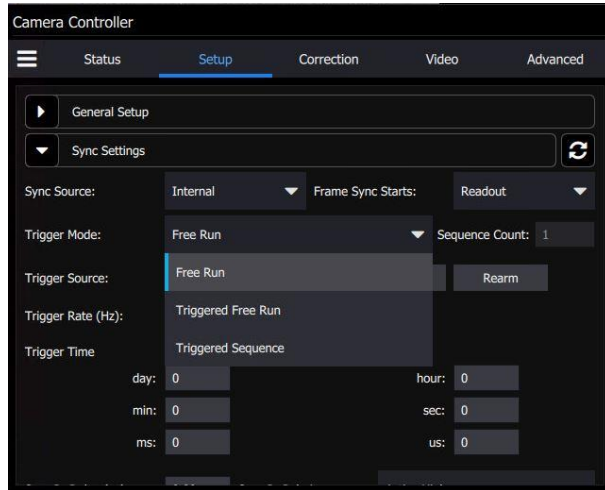 Camera Controller
Status Setup Correction Video Advanced
General Setup
Sync Settings
Sync Source: Internal Frame Sync Starts: Readout
Trigger Mode: Free Run Sequence Count: 1
Trigger Source: Free Run Rearm
Trigger Rate (Hz): Triggered Free Run
Trigger Time Triggered Sequence
day: 0 hour: 0
min: 0 sec: 0
ms: 0 us: 0